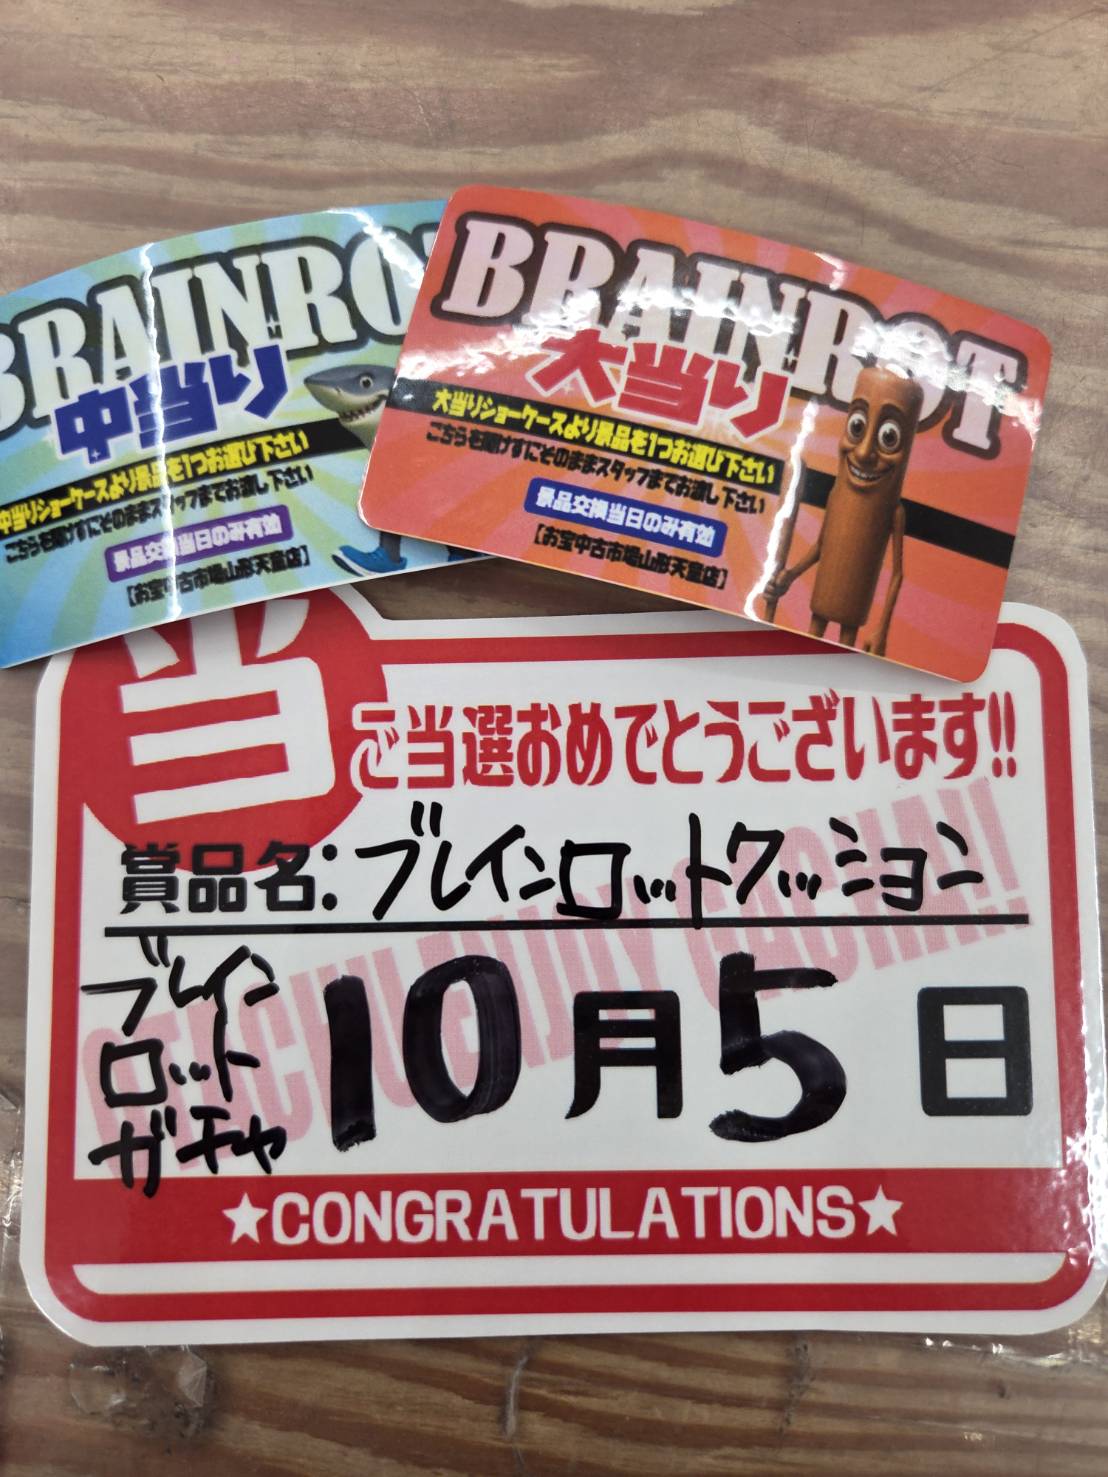 BRAINRO
中当り
中当りショーケースより景品を1つお選び下さい
こちらを開けずにそのままスタッフまでお渡し下さい
景品交換当日のみ有効
【お宝中古市場山形天童店】
BRAINROT
大当り
大当りショーケースより景品を1つお選び下さい
こちらを開けずにそのままスタッフまでお渡し下さい
景品交換当日のみ有効
【お宝中古市場山形天童店】
当
ご当選おめでとうございます!!
賞品名:ブレインロットクッション
ブレイン
ロット
ガチャ
10月5日
★CONGRATULATIONS★